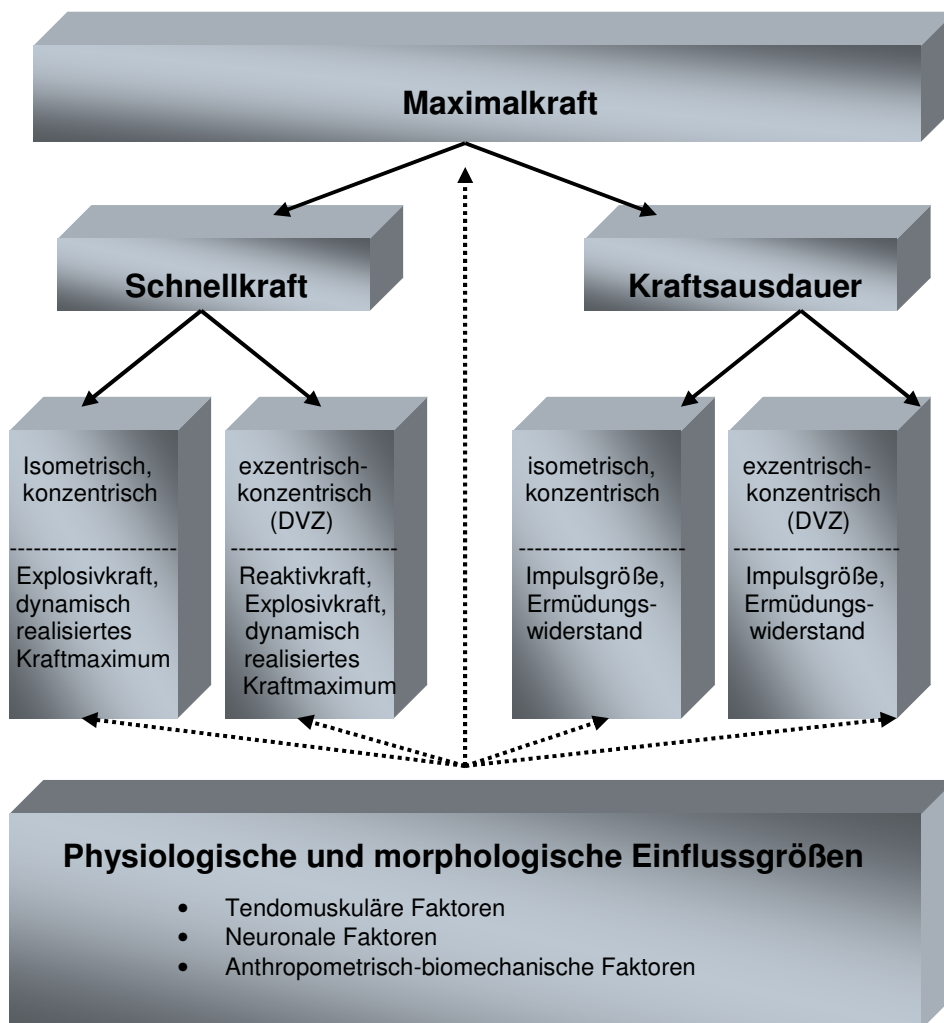 Maximalkraft
Schnellkraft
Kraftsausdauer
Isometrisch,
konzentrisch
Explosivkraft,
dynamisch
realisiertes
Kraftmaximum
exzentrisch-
konzentrisch
(DVZ)
Reaktivkraft,
Explosivkraft,
dynamisch
realisiertes
Kraftmaximum
isometrisch,
konzentrisch
Impulsgröße,
Ermüdungs-
widerstand
exzentrisch-
konzentrisch
(DVZ)
Impulsgröße,
Ermüdungs-
widerstand
Physiologische und morphologische Einflussgrößen
• Tendomuskuläre Faktoren
• Neuronale Faktoren
• Anthropometrisch-biomechanische Faktoren